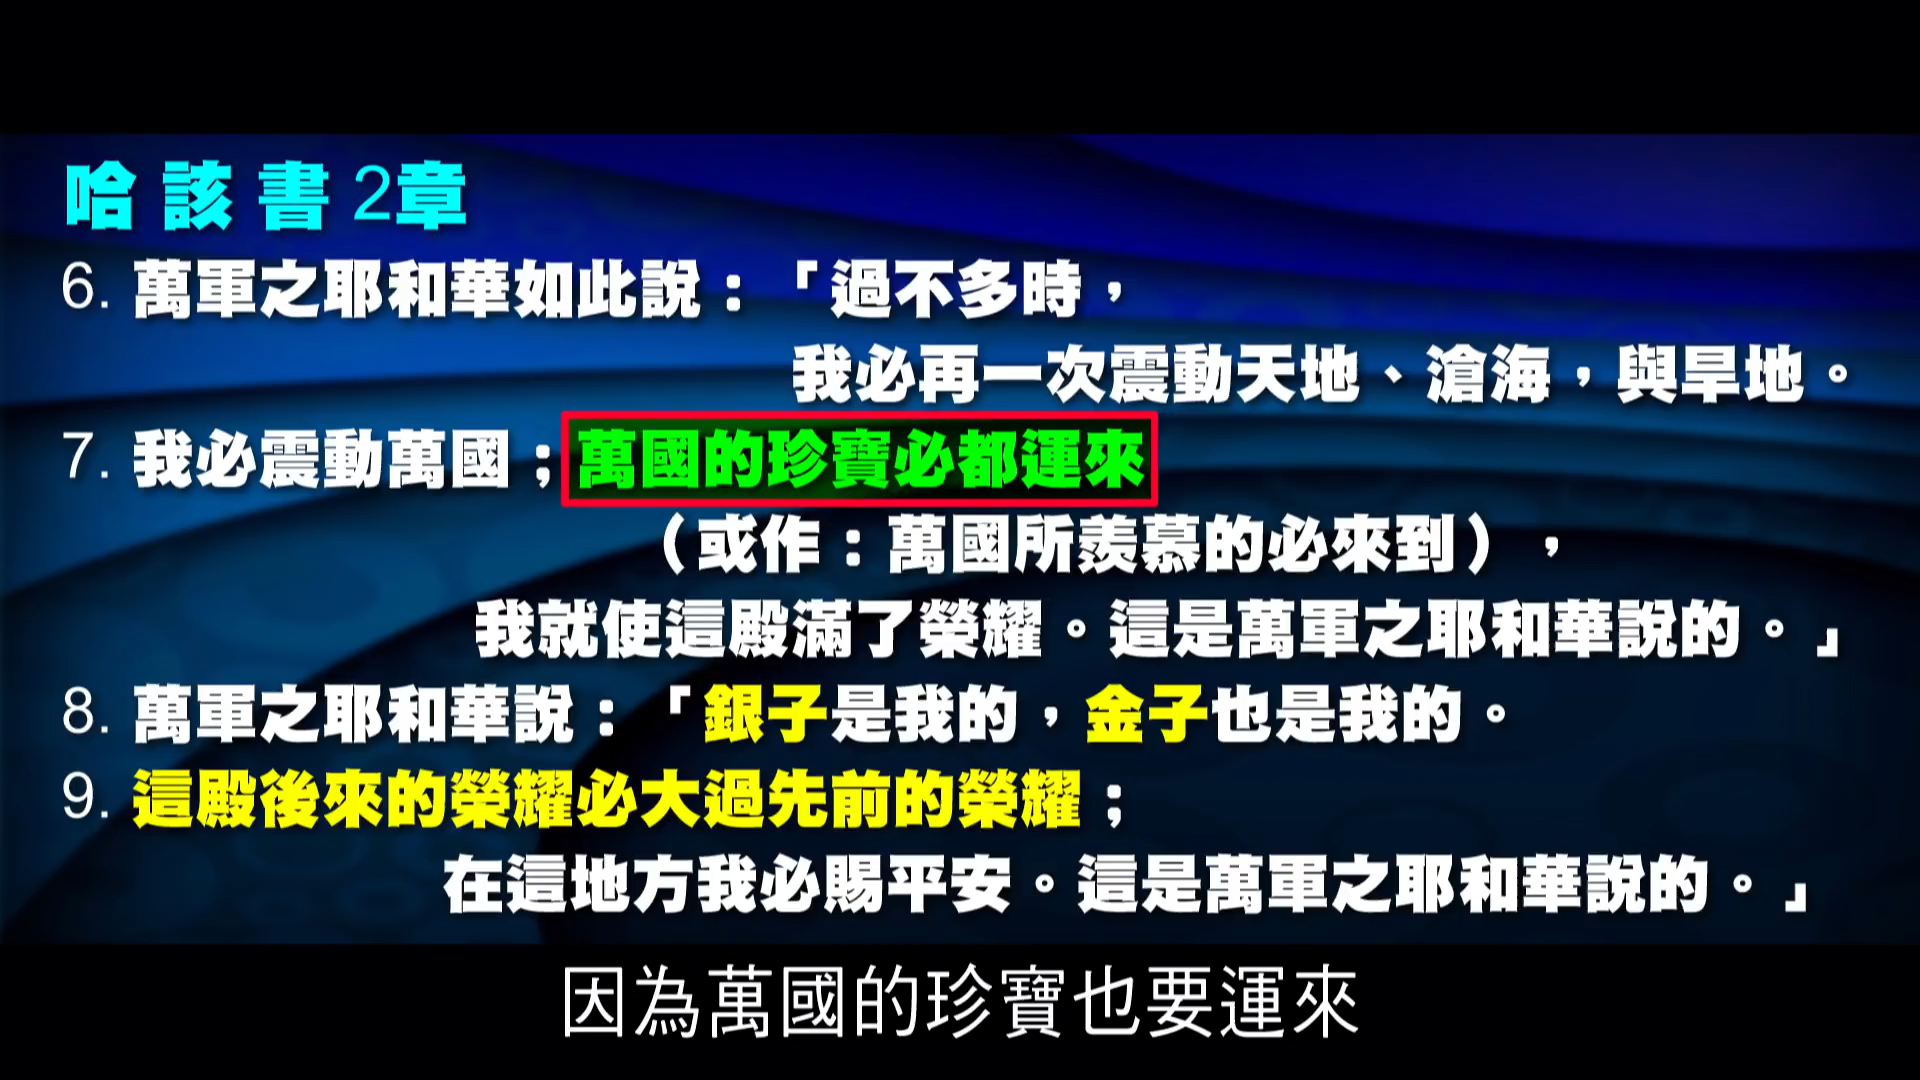 哈該書2章
6. 萬軍之耶和華如此說：「過不多時，
我必再一次震動天地、滄海，與旱地。
7. 我必震動萬國；萬國的珍寶必都運來
（或作：萬國所羨慕的必來到），
我就使這殿滿了榮耀。這是萬軍之耶和華說的。」
8. 萬軍之耶和華說：「銀子是我的，金子也是我的。
9. 這殿後來的榮耀必大過先前的榮耀；
在這地方我必賜平安。這是萬軍之耶和華說的。」
因為萬國的珍寶也要運來